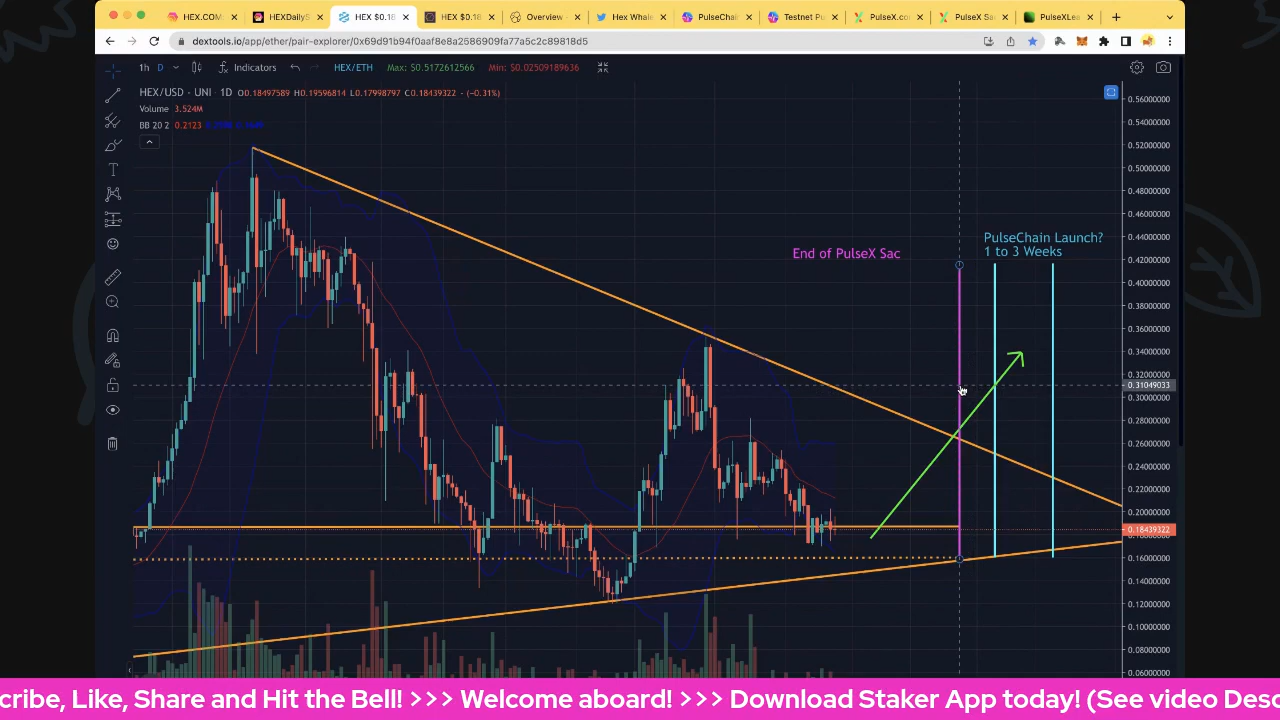 HEX.COM
HEXDailyS
HEX $0.18
HEX $0.18
Overview -
Hex Whale
PulseChai
Testnet Pu
PulseX.co
PulseX Sa
PulseXLea
dextools.io/app/ether/pair-explorer/0x69d91b94f0aaf8e8a2586909fa77a5c2c89818d5
1h D Indicators HEX/ETH Max: $0.5172612566 Min: $0.02509189636
HEX/USD - UNI 1D O0.18497589 H0.19596814 L0.17998797 C0.18439322 - (−0.31%)
Volume 3.524M
BB 20 2 0.2123
0.56000000
0.54000000
0.52000000
0.50000000
0.48000000
0.46000000
0.44000000
0.42000000
0.40000000
0.38000000
0.36000000
0.34000000
0.32000000
0.31049033
0.30000000
0.28000000
0.26000000
0.24000000
0.22000000
0.20000000
0.18439322
0.16000000
0.14000000
0.12000000
0.10000000
0.08000000
0.06000000
End of PulseX Sac
PulseChain Launch?
1 to 3 Weeks
cribe, Like, Share and Hit the Bell! >>> Welcome aboard! >>> Download Staker App today! (See video Desc